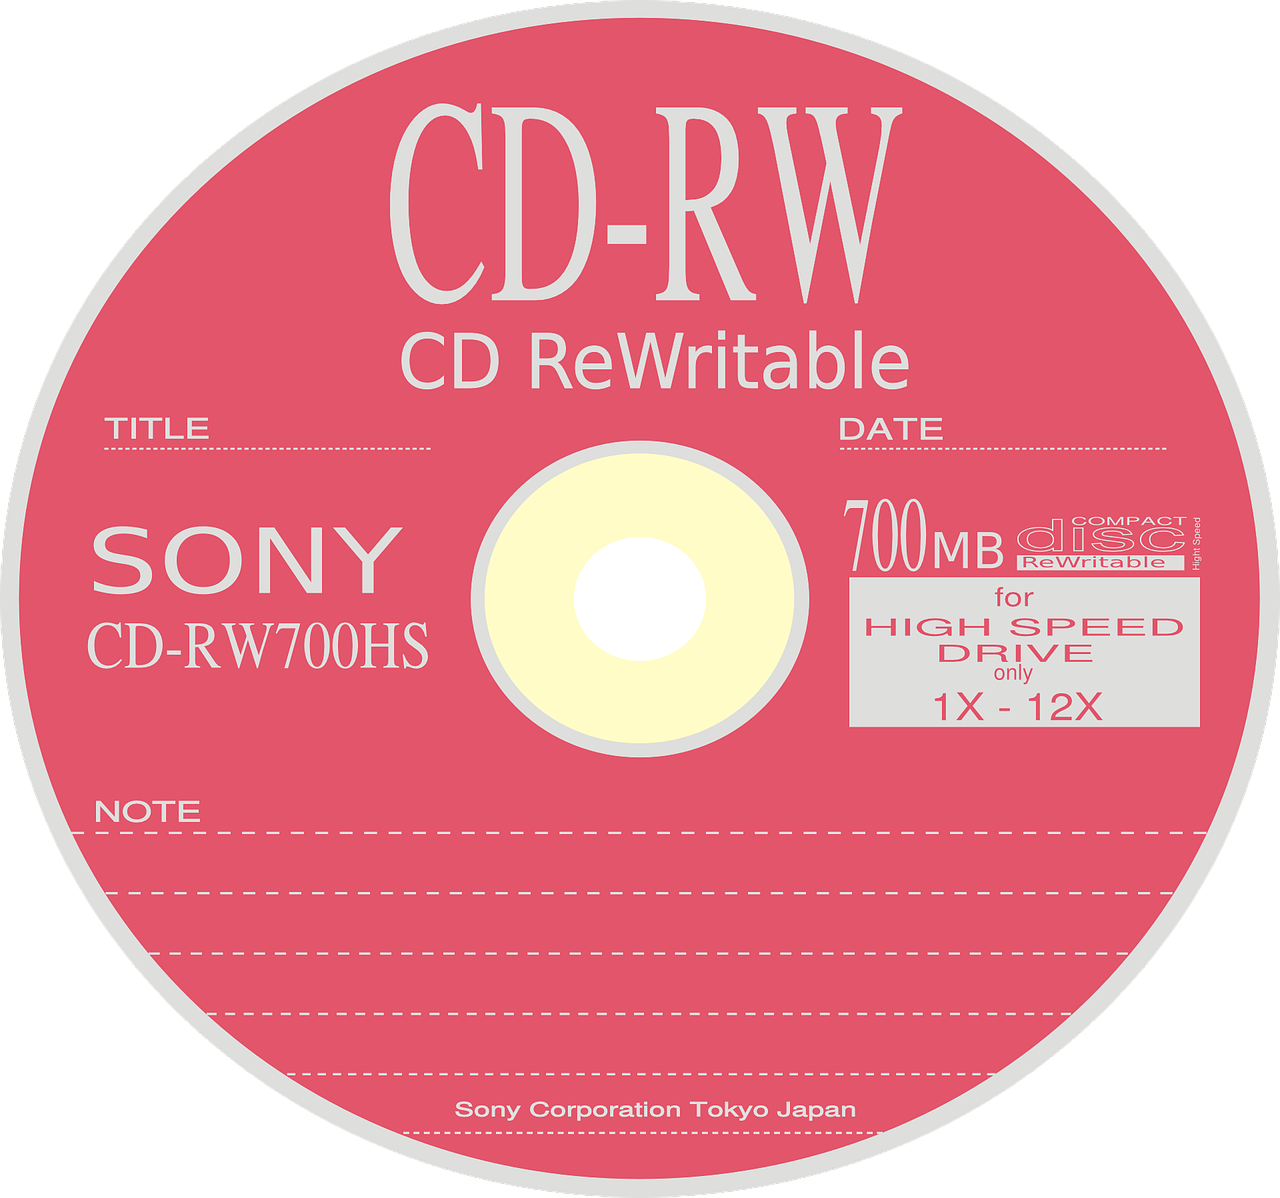 CD-RW
CD ReWritable
TITLE
DATE
SONY
CD-RW700HS
700MB
COMPACT
disc
ReWritable
Hight Speed
for
HIGH SPEED
DRIVE
only
1X - 12X
NOTE
Sony Corporation Tokyo Japan